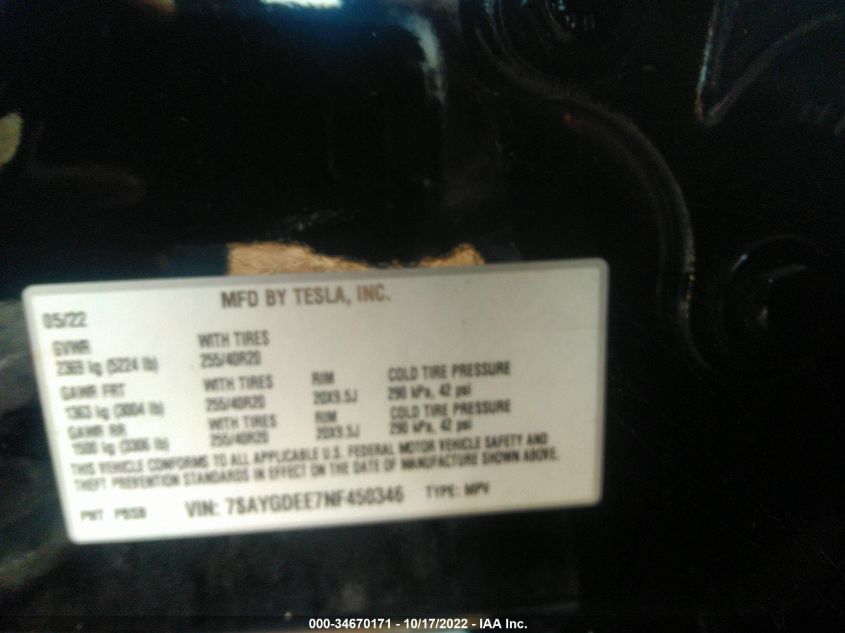 MFD BY TESLA, INC.
05/22
GVWR WITH TIRES
2369 kg (5224 lb) 255/40R20
GAWR FRT WITH TIRES RIM COLD TIRE PRESSURE
1363 kg (3004 lb) 255/40R20 20X9.5J 290 kPa, 42 psi
GAWR RR WITH TIRES RIM COLD TIRE PRESSURE
kg 255/40R20 20X9.5J 290 kPa, 42 psi
THIS VEHICLE CONFORMS TO ALL APPLICABLE U.S. FEDERAL MOTOR VEHICLE SAFETY AND
THEFT PREVENTION STANDARDS IN EFFECT ON THE DATE OF MANUFACTURE SHOWN ABOVE.
PNT PBSB VIN: 7SAYGDEE7NF450346 TYPE: MPV
000-34670171 - 10/17/2022 - IAA Inc.